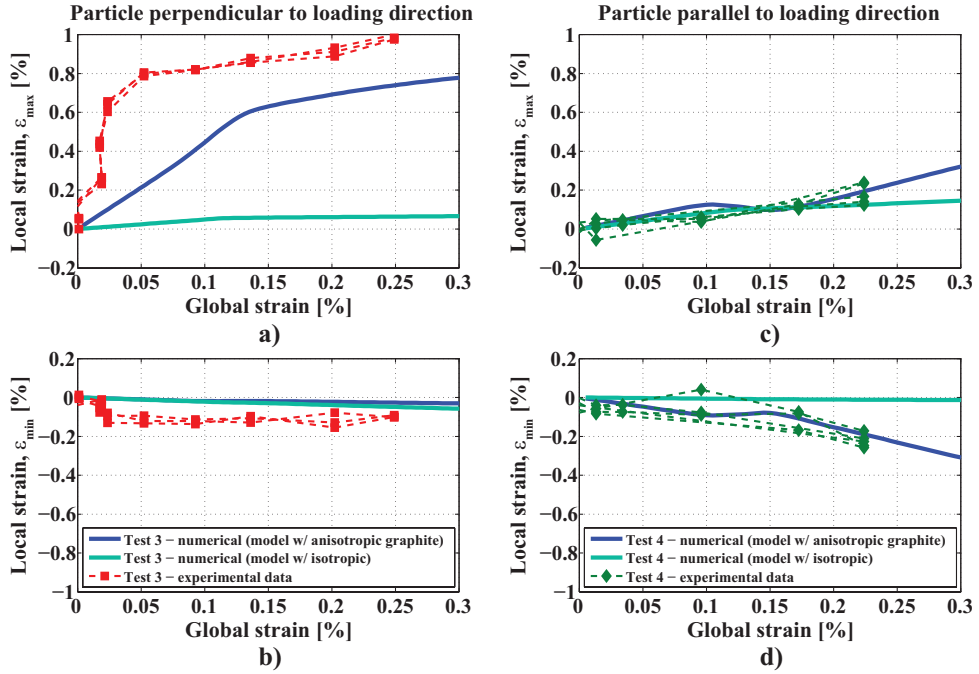 Particle perpendicular to loading direction
Local strain, εmax [%]
1
0.8
0.6
0.4
0.2
0
−0.2
0 0.05 0.1 0.15 0.2 0.25 0.3
Global strain [%]
a)
Particle parallel to loading direction
Local strain, εmax [%]
1
0.8
0.6
0.4
0.2
0
−0.2
0 0.05 0.1 0.15 0.2 0.25 0.3
Global strain [%]
c)
Local strain, εmin [%]
0.2
0
−0.2
−0.4
−0.6
−0.8
−1
Test 3 − numerical (model w/ anisotropic graphite)
Test 3 − numerical (model w/ isotropic)
Test 3 − experimental data
0 0.05 0.1 0.15 0.2 0.25 0.3
Global strain [%]
b)
Local strain, εmin [%]
0.2
0
−0.2
−0.4
−0.6
−0.8
−1
Test 4 − numerical (model w/ anisotropic graphite)
Test 4 − numerical (model w/ isotropic)
Test 4 − experimental data
0 0.05 0.1 0.15 0.2 0.25 0.3
Global strain [%]
d)